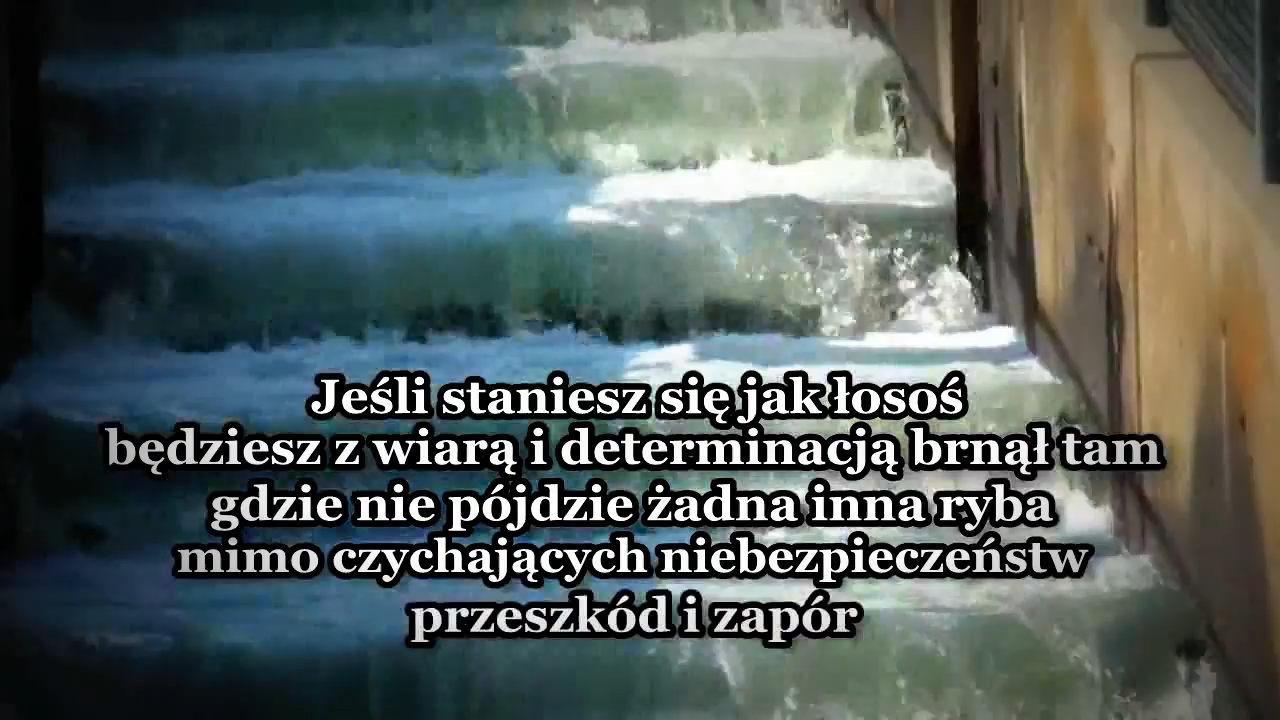 Jeśli staniesz się jak łosoś
będziesz z wiarą i determinacją brnął tam
gdzie nie pójdzie żadna inna ryba
mimo czychających niebezpieczeństw
przeszkód i zapór